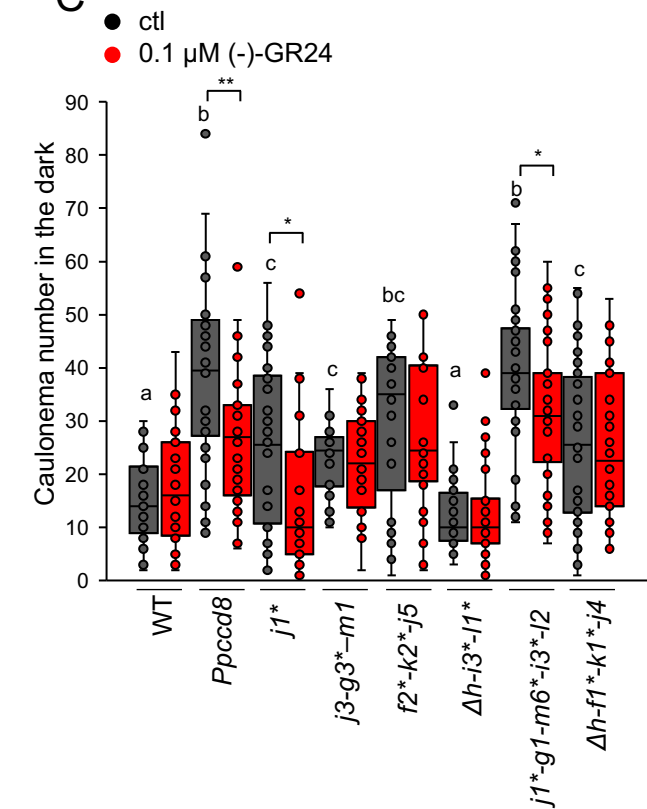 C
ctl
0.1 µM (-)-GR24
Caulonema number in the dark
90
80
70
60
50
40
30
20
10
0
a
b
**
c
*
c
bc
a
b
*
c
WT
Ppccd8
j1*
j3-g3*–m1
f2*-k2*-j5
Δh-i3*-l1*
j1*-g1-m6*-i3*-l2
Δh-f1*-k1*-j4